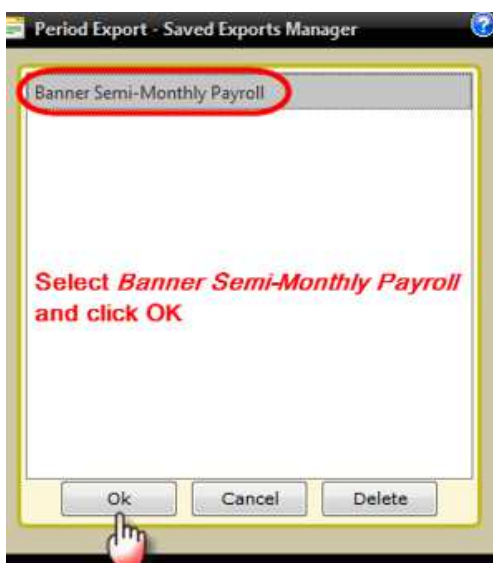 Period Export - Saved Exports Manager ?
Banner Semi-Monthly Payroll
Select Banner Semi-Monthly Payroll
and click OK
Ok Cancel Delete